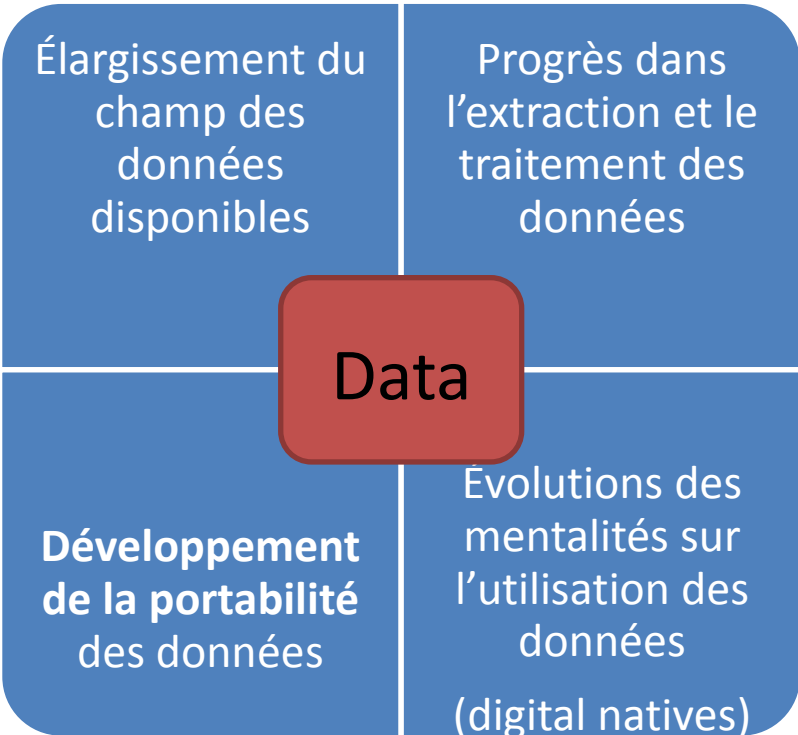 Élargissement du
champ des
données
disponibles
Progrès dans
l’extraction et le
traitement des
données
Data
Développement
de la portabilité
des données
Évolutions des
mentalités sur
l’utilisation des
données
(digital natives)